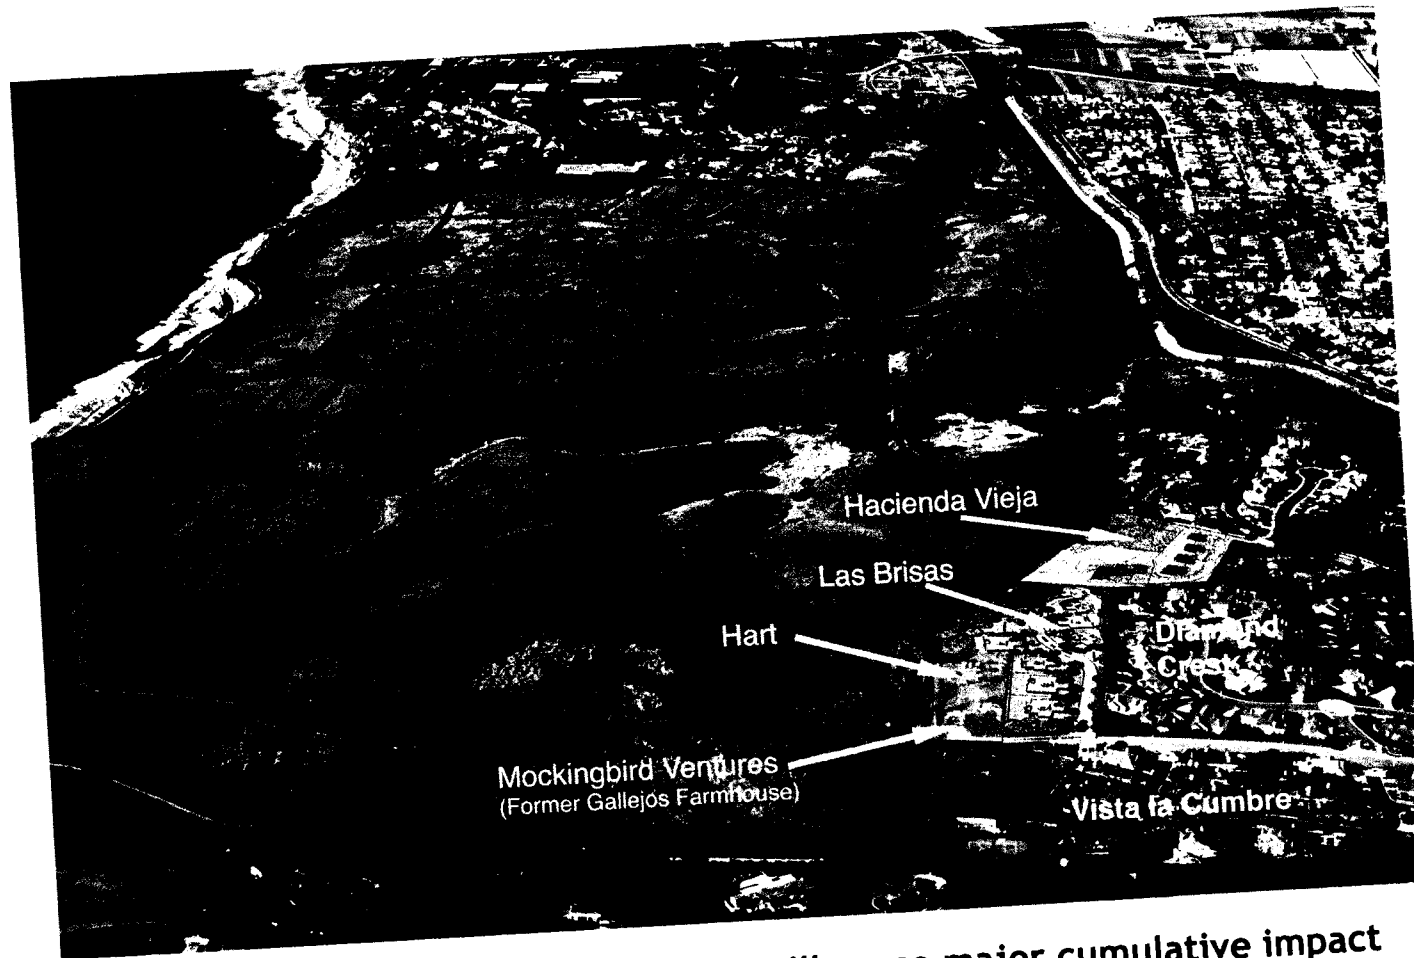 Hacienda Vieja
Las Brisas
Hart
Diamond
Crest
Mockingbird Ventures
(Former Gallejos Farmhouse)
Vista la Cumbre
major cumulative impact